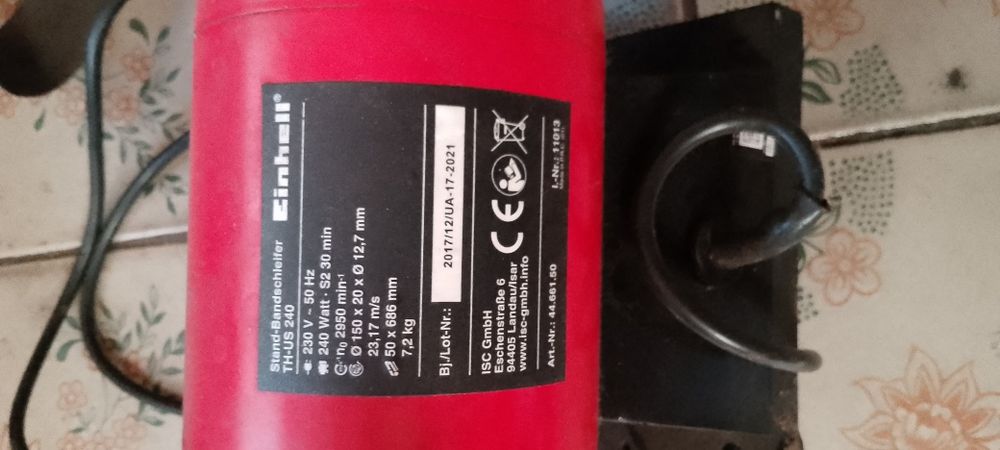 Einhell®
Stand-Bandschleifer
TH-US 240
230 V ~ 50 Hz
240 Watt · S2 30 min
n0 2950 min-1
Ø 150 x 20 x Ø 12,7 mm
23,17 m/s
50 x 686 mm
7,2 kg
Bj./Lot-Nr.: 2017/12/UA-17-2021
ISC GmbH
Eschenstraße 6
94405 Landau/Isar
www.isc-gmbh.info
CE
Art.-Nr.: 44.661.50 I.-Nr.: 11013